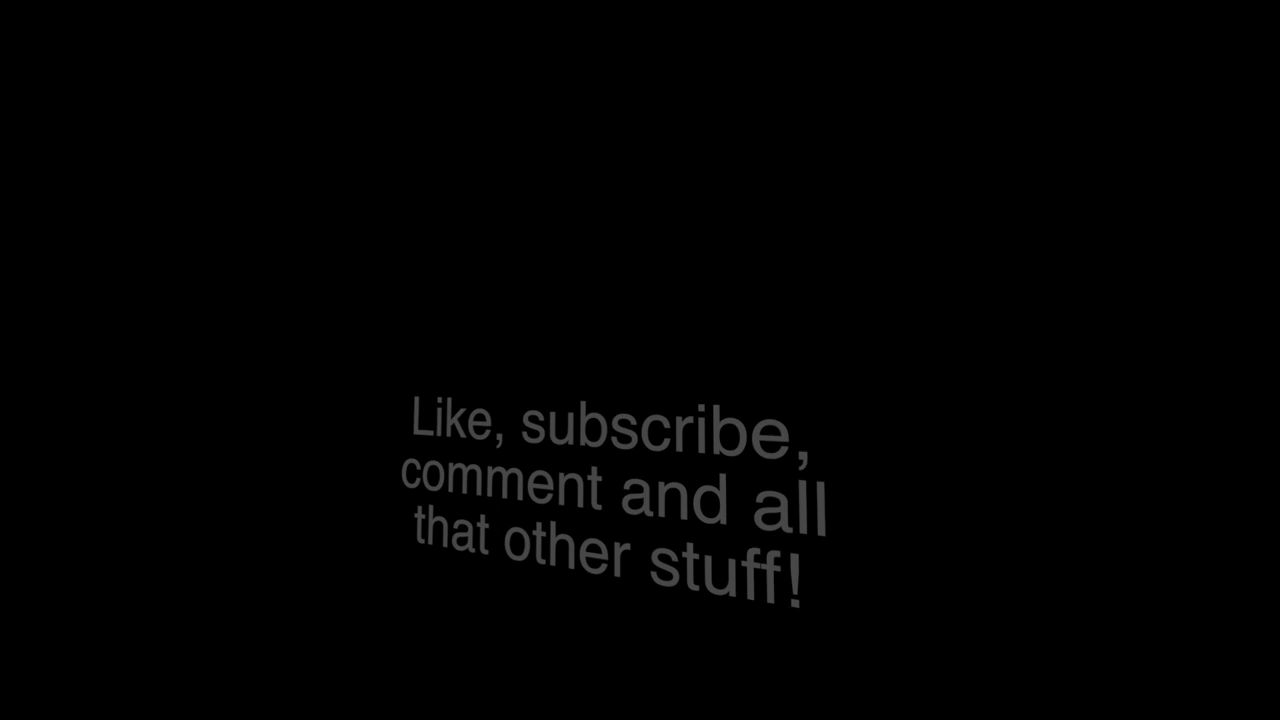 Like, subscribe,
comment and all
that other stuff!